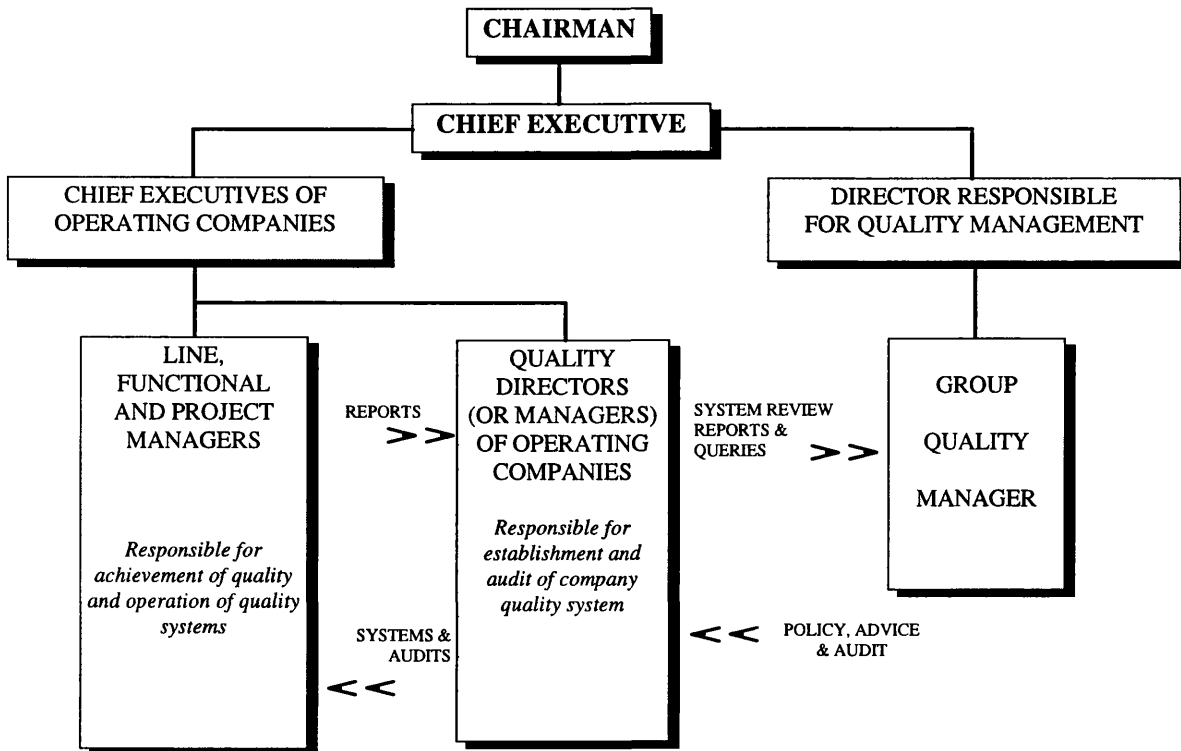 CHAIRMAN
CHIEF EXECUTIVE
CHIEF EXECUTIVES OF
OPERATING COMPANIES
DIRECTOR RESPONSIBLE
FOR QUALITY MANAGEMENT
LINE,
FUNCTIONAL
AND PROJECT
MANAGERS
Responsible for
achievement of quality
and operation of quality
systems
REPORTS
SYSTEMS &
AUDITS
QUALITY
DIRECTORS
(OR MANAGERS)
OF OPERATING
COMPANIES
Responsible for
establishment and
audit of company
quality system
SYSTEM REVIEW
REPORTS &
QUERIES
POLICY, ADVICE
& AUDIT
GROUP
QUALITY
MANAGER